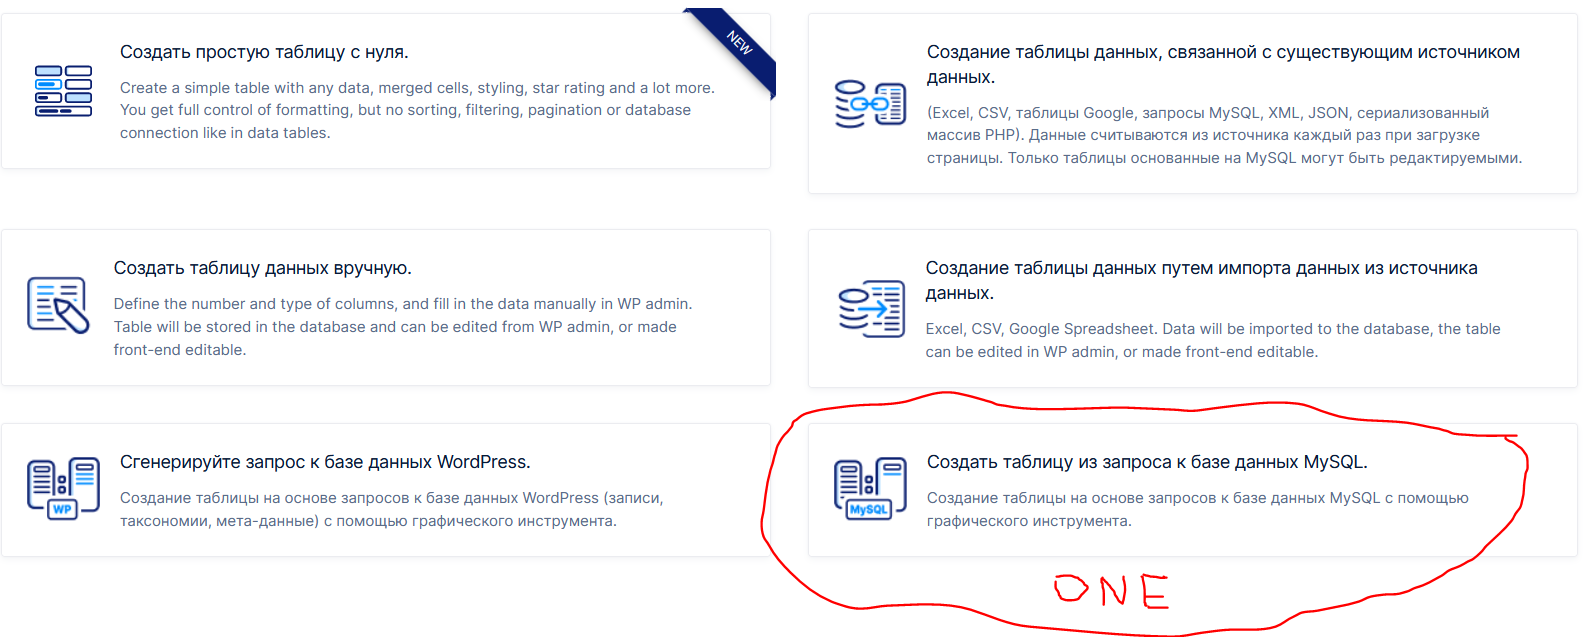 Создать простую таблицу с нуля.
Create a simple table with any data, merged cells, styling, star rating and a lot more.
You get full control of formatting, but no sorting, filtering, pagination or database
connection like in data tables.
NEW
Создание таблицы данных, связанной с существующим источником
данных.
(Excel, CSV, таблицы Google, запросы MySQL, XML, JSON, сериализованный
массив PHP). Данные считываются из источника каждый раз при загрузке
страницы. Только таблицы основанные на MySQL могут быть редактируемыми.
Создать таблицу данных вручную.
Define the number and type of columns, and fill in the data manually in WP admin.
Table will be stored in the database and can be edited from WP admin, or made
front-end editable.
Создание таблицы данных путем импорта данных из источника
данных.
Excel, CSV, Google Spreadsheet. Data will be imported to the database, the table
can be edited in WP admin, or made front-end editable.
WP
Сгенерируйте запрос к базе данных WordPress.
Создание таблицы на основе запросов к базе данных WordPress (записи,
таксономии, мета-данные) с помощью графического инструмента.
MySQL
Создать таблицу из запроса к базе данных MySQL.
Создание таблицы на основе запросов к базе данных MySQL с помощью
графического инструмента.
ONE